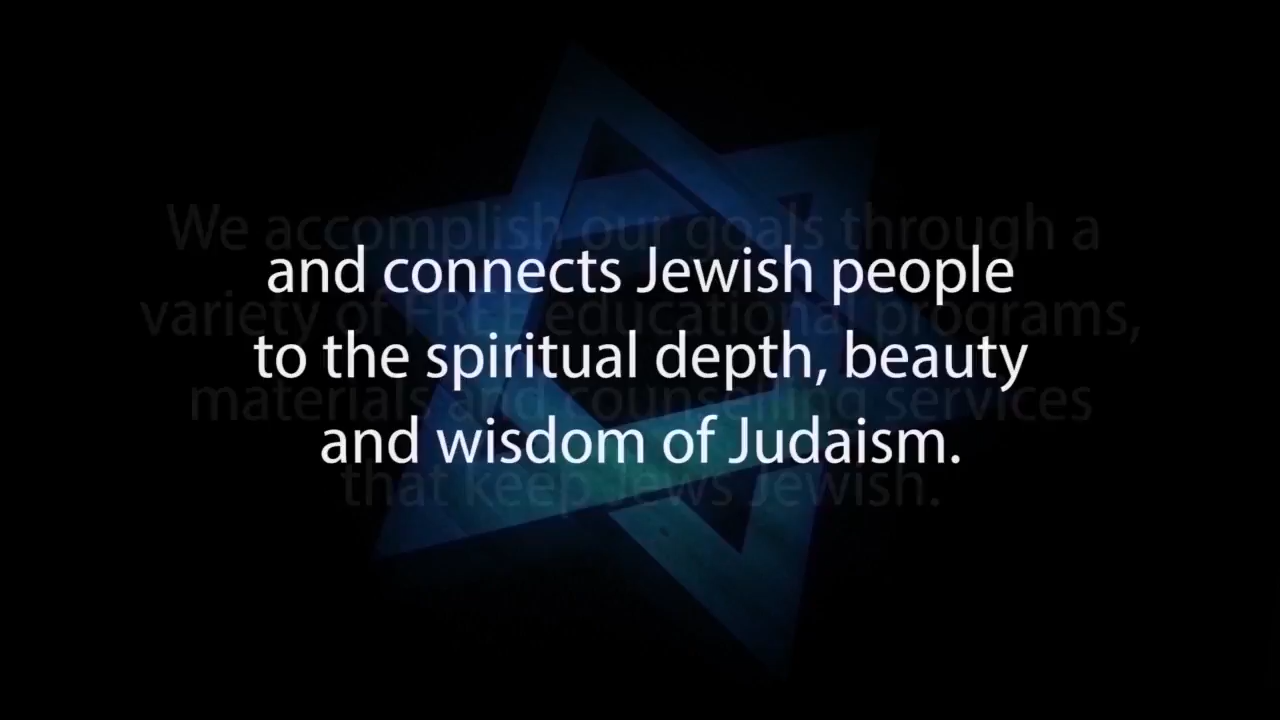 We accomplish our goals through a
and connects Jewish people
variety of FREE educational programs,
to the spiritual depth, beauty
materials and counselling services
and wisdom of Judaism.
that keep Jews Jewish.